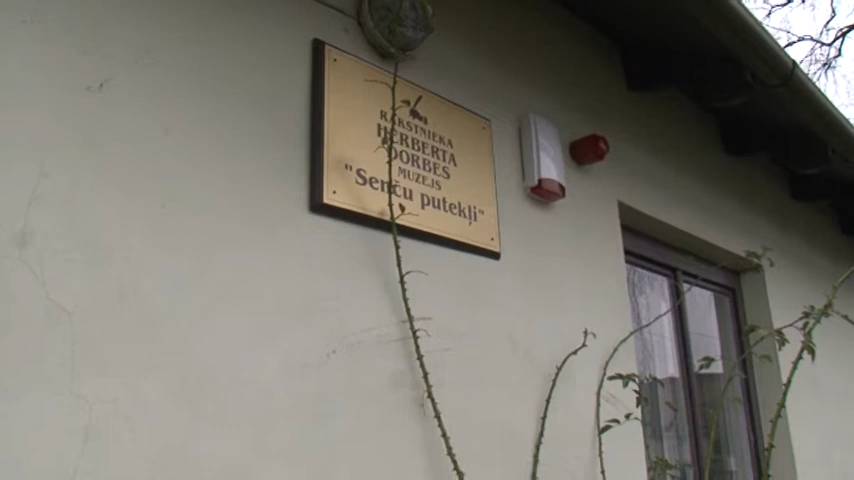 RAKSTNIEKA
HERBERTA
DORBES
MUZEJS
"Senču putekļi"